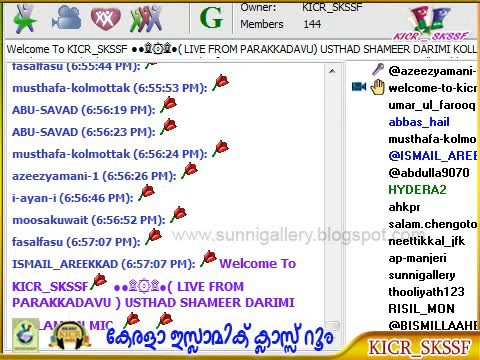 Owner: KICR_SKSSF
Members 144
KICR_SKSSF
Welcome To KICR_SKSSF ●●۩۞۩●( LIVE FROM PARAKKADAVU) USTHAD SHAMEER DARIMI KOLL
fasalfasu (6:55:44 PM):
musthafa-kolmottak (6:55:53 PM):
ABU-SAVAD (6:56:19 PM):
ABU-SAVAD (6:56:23 PM):
musthafa-kolmottak (6:56:24 PM):
azeezyamani-1 (6:56:26 PM):
i-ayan-i (6:56:46 PM):
moosakuwait (6:56:52 PM):
fasalfasu (6:57:07 PM):
ISMAIL_AREEKKAD (6:57:07 PM): Welcome To
KICR_SKSSF ●●۩۞۩●( LIVE FROM
PARAKKADAVU ) USTHAD SHAMEER DARIMI
MIC
@azeezyamani-
welcome-to-kicr
umar_ul_farooq
abbas_hail
musthafa-kolmo
@ISMAIL_AREE
@abdulla9070
HYDERA2
ahkpr
salam.chengoto
neettikkal_jfk
ap-manjeri
sunnigallery
thooliyath123
RISIL_MON
@BISMILLAAHE
www.sunnigallery.blogspot.com
കേരളാ ഇസ്ലാമിക് ക്ലാസ്സ് റൂം
KICR_SKSSF